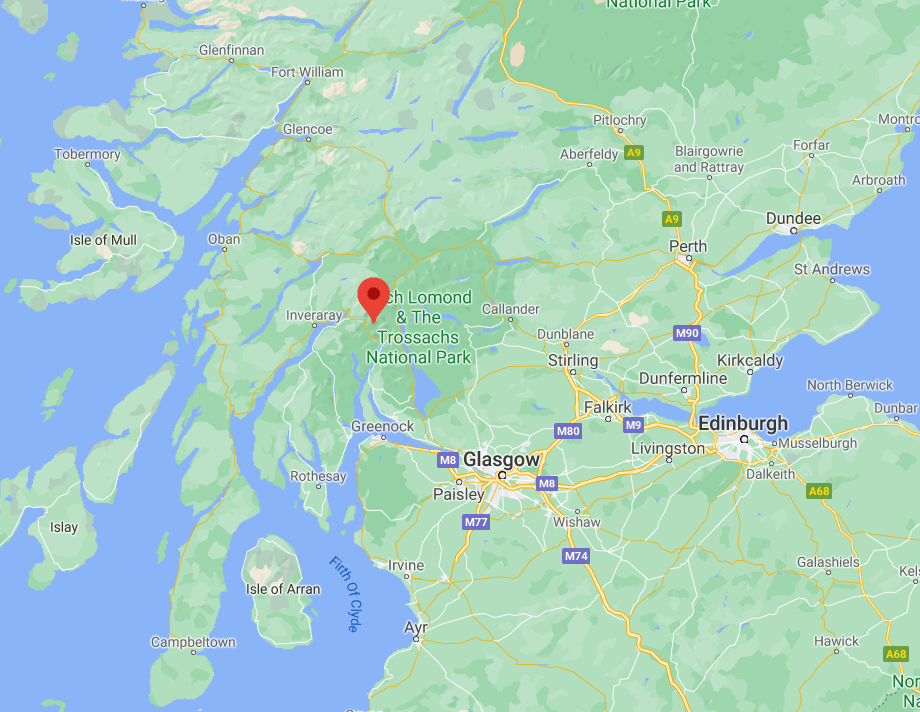 National Park
Glenfinnan
Fort William
Glencoe
Tobermory
Pitlochry
Aberfeldy
A9
Blairgowrie
and Rattray
Forfar
Montro
Arbroath
A9
Dundee
Isle of Mull
Oban
Perth
St Andrews
ch Lomond
& The
Trossachs
National Park
Inveraray
Callander
Dunblane
M90
Stirling
Kirkcaldy
Dunfermline
North Berwick
Falkirk
Dunbar
Greenock
M80
M9
Edinburgh
Musselburgh
Livingston
M8
Glasgow
Dalkeith
Rothesay
Paisley
M8
A68
Islay
M77
Wishaw
M74
Irvine
Galashiels
Kels
Isle of Arran
Firth Of Clyde
Ayr
Campbeltown
Hawick
A68
Nor
Na